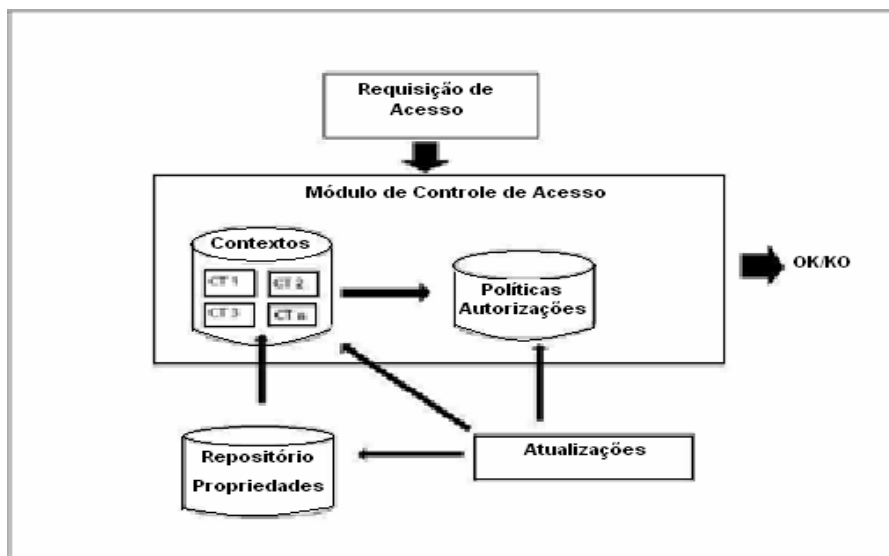 Requisição de
Acesso
Módulo de Controle de Acesso
Contextos
CT 1
CT 2
CT 3
CT n
Políticas
Autorizações
OK/KO
Repositório
Propriedades
Atualizações